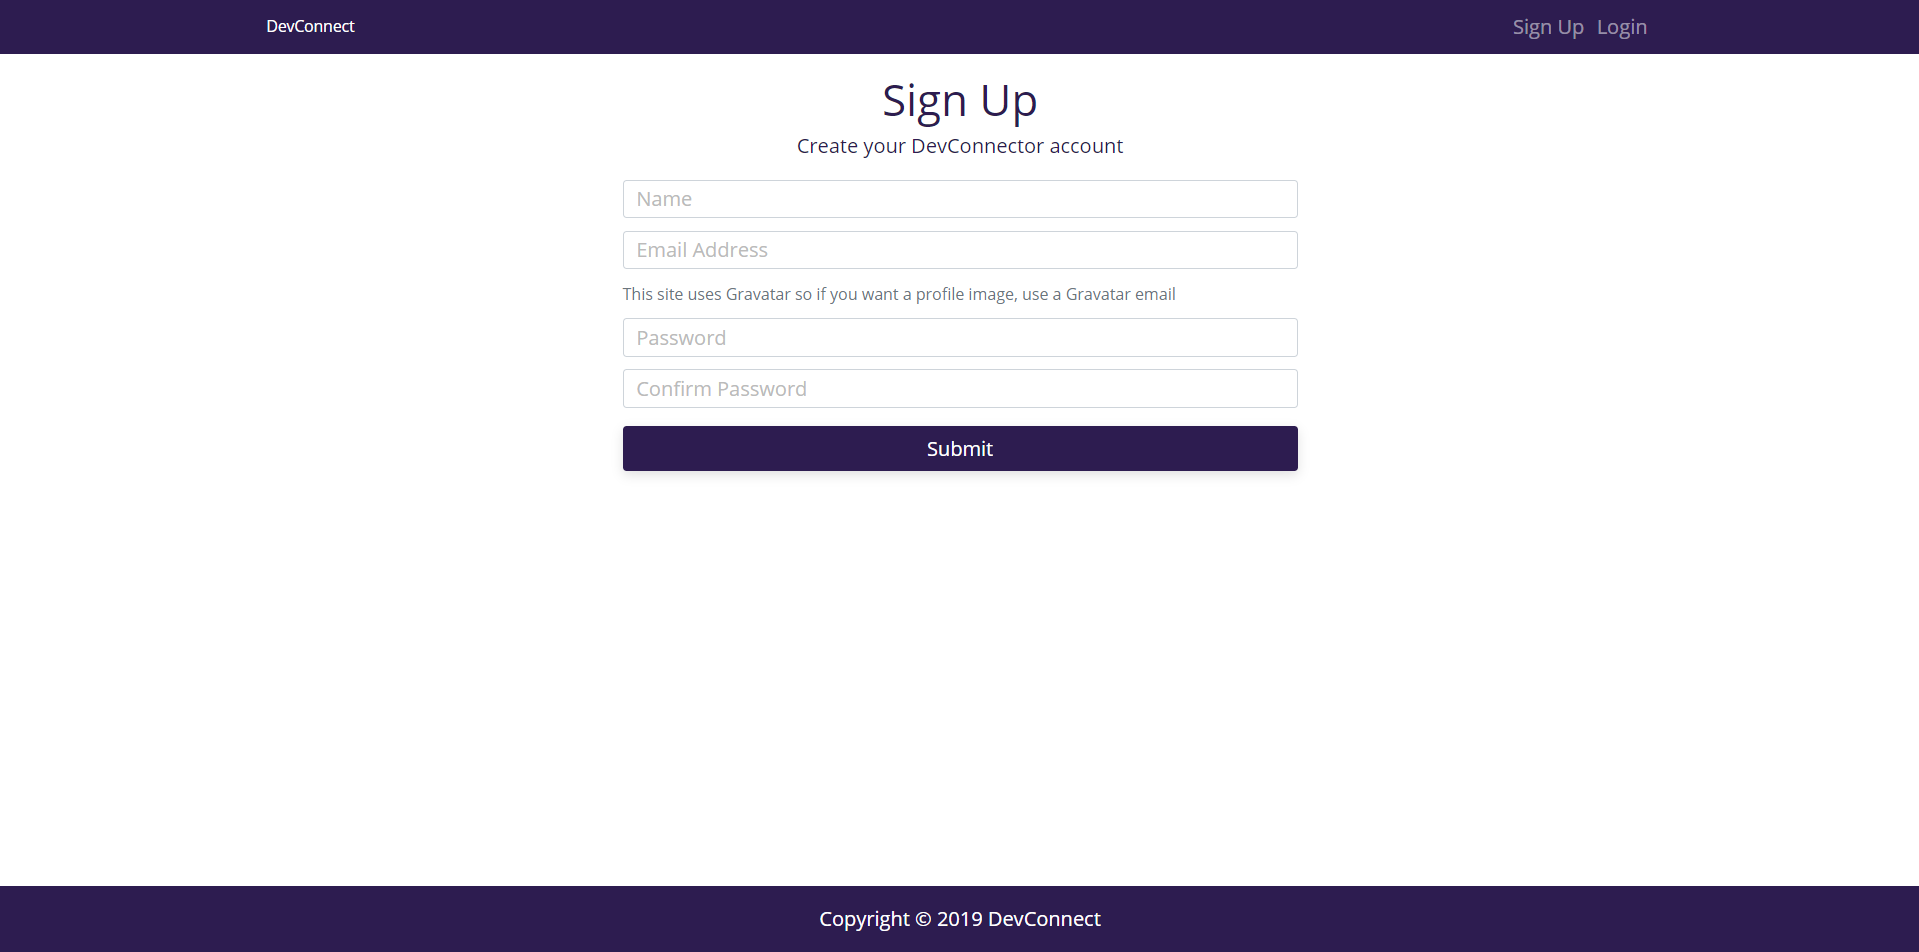 DevConnect
Sign Up Login
Sign Up
Create your DevConnector account
Name
Email Address
This site uses Gravatar so if you want a profile image, use a Gravatar email
Password
Confirm Password
Submit
Copyright © 2019 DevConnect